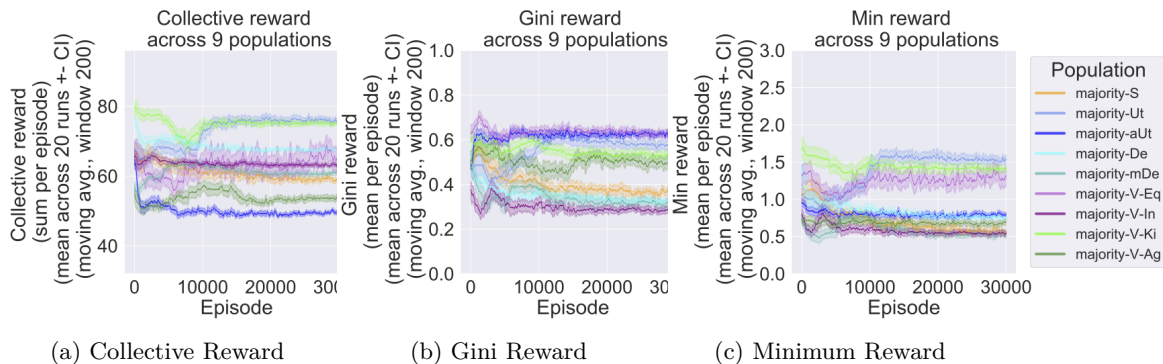 Collective reward
across 9 populations
Collective reward
(sum per episode)
(mean across 20 runs +- CI)
(moving avg., window 200)
80
60
40
0
10000
20000
300
Episode
(a) Collective Reward
Gini reward
across 9 populations
Gini reward
(mean per episode)
(mean across 20 runs +- CI)
(moving avg., window 200)
1.0
0.8
0.6
0.4
0.2
0.0
0
10000
20000
300
Episode
(b) Gini Reward
Min reward
across 9 populations
Min reward
(mean per episode)
(mean across 20 runs +- CI)
(moving avg., window 200)
3.0
2.5
2.0
1.5
1.0
0.5
0.0
0
10000
20000
30000
Episode
(c) Minimum Reward
Population
majority-S
majority-Ut
majority-aUt
majority-De
majority-mDe
majority-V-Eq
majority-V-In
majority-V-Ki
majority-V-Ag